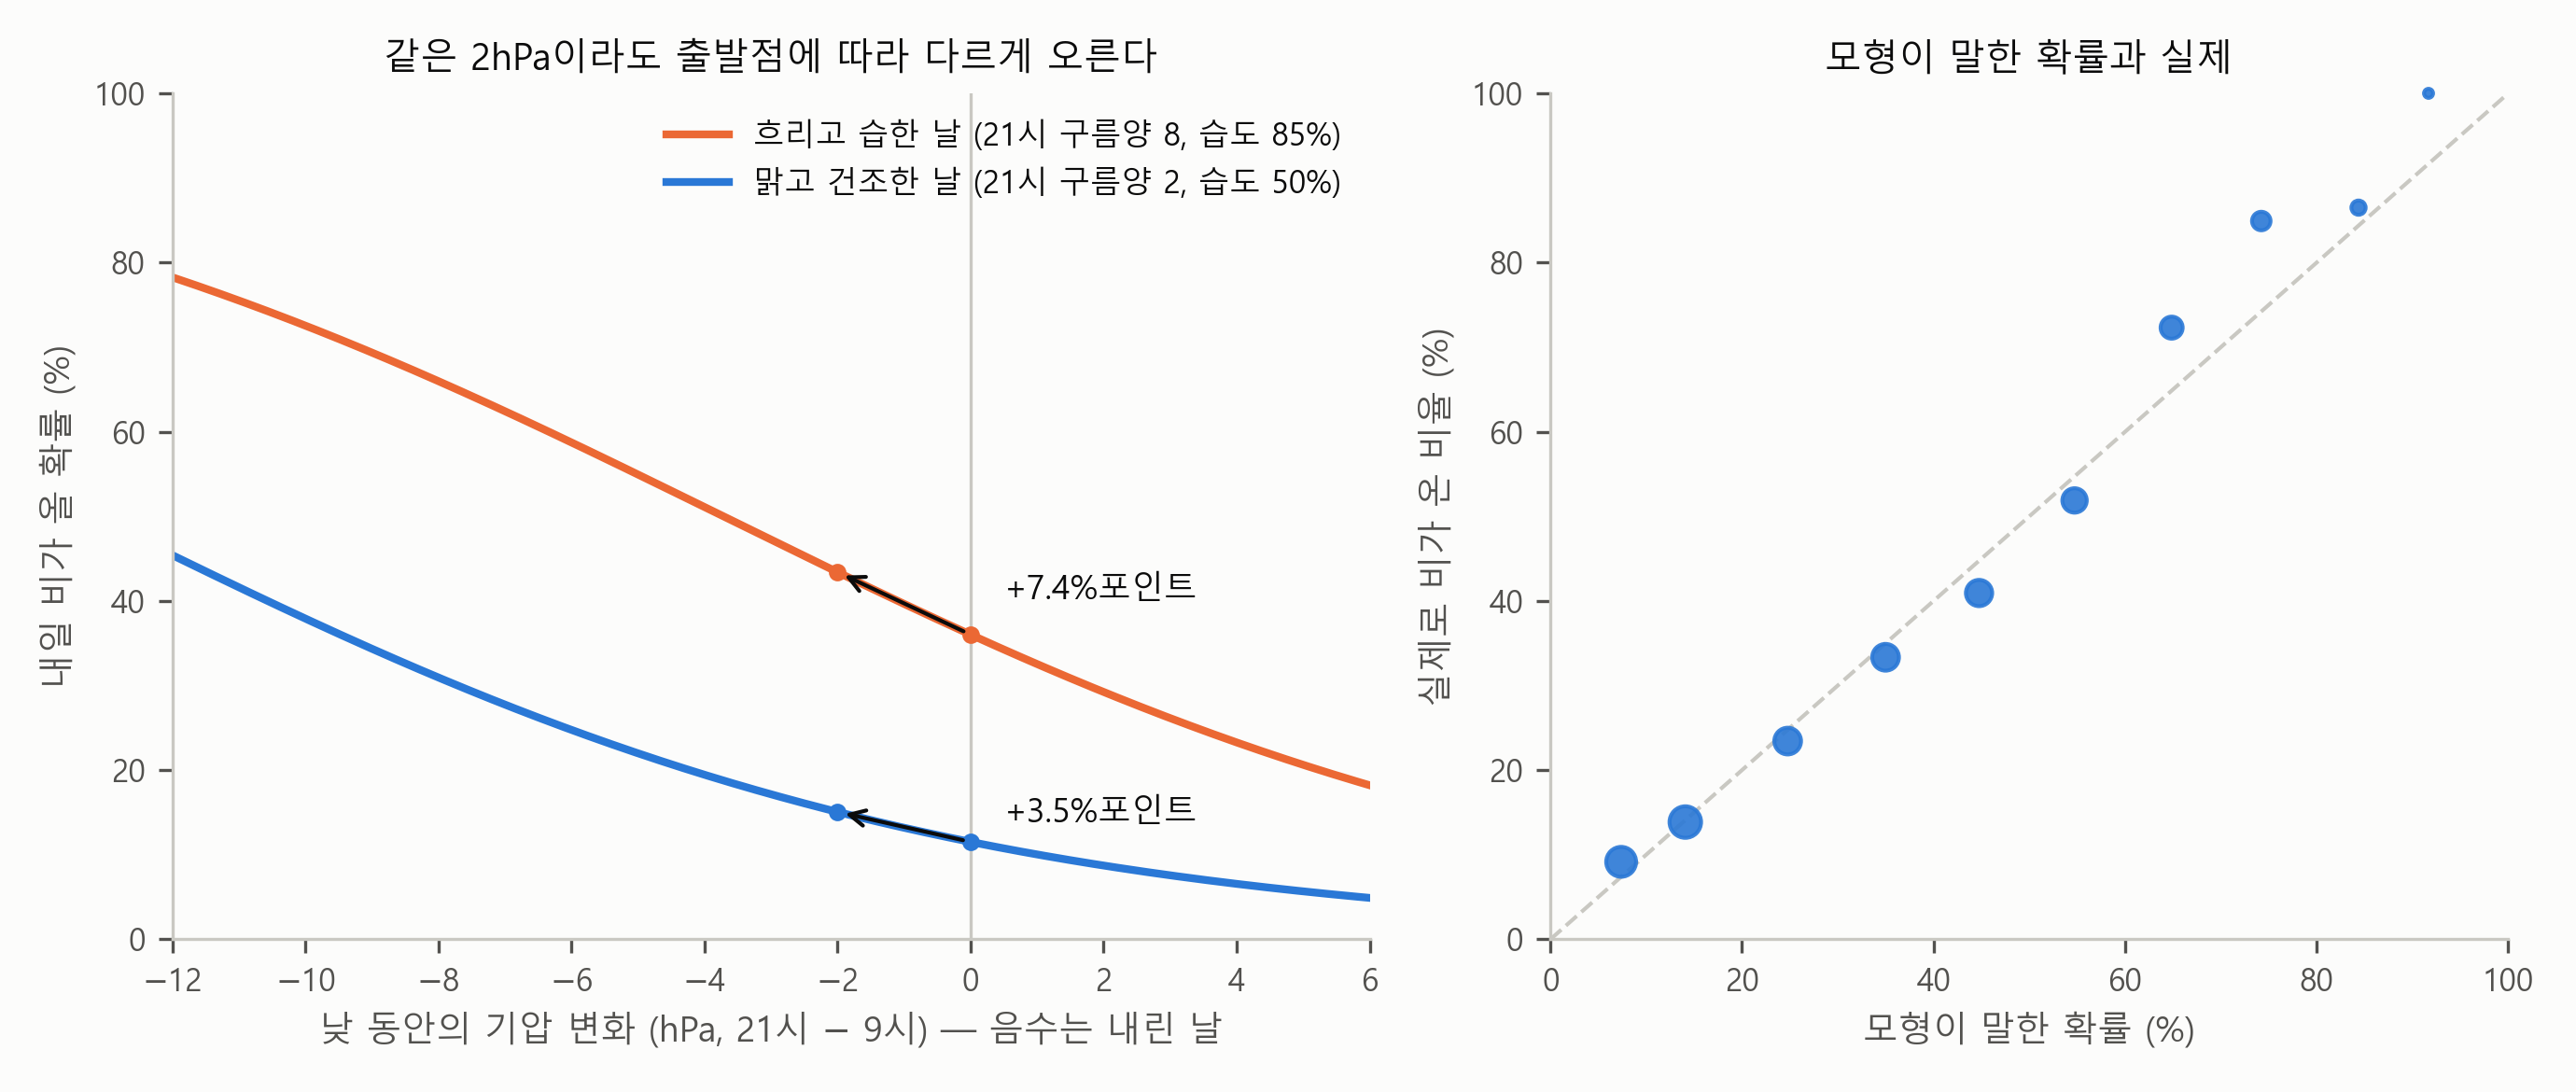 같은 2hPa이라도 출발점에 따라 다르게 오른다
100
80
60
40
20
0
내일 비가 올 확률 (%)
흐리고 습한 날 (21시 구름양 8, 습도 85%)
맑고 건조한 날 (21시 구름양 2, 습도 50%)
+7.4%포인트
+3.5%포인트
−12 −10 −8 −6 −4 −2 0 2 4 6
낮 동안의 기압 변화 (hPa, 21시 − 9시) — 음수는 내린 날
모형이 말한 확률과 실제
100
80
60
40
20
0
실제로 비가 온 비율 (%)
0 20 40 60 80 100
모형이 말한 확률 (%)